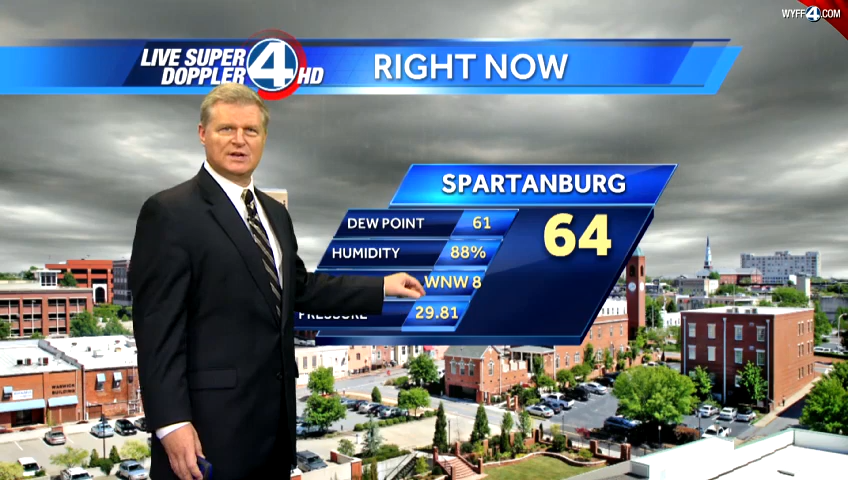 WYFF4.COM
LIVE SUPER
DOPPLER 4 HD
RIGHT NOW
SPARTANBURG
64
DEW POINT 61
HUMIDITY 88%
WNW 8
PRESSURE 29.81